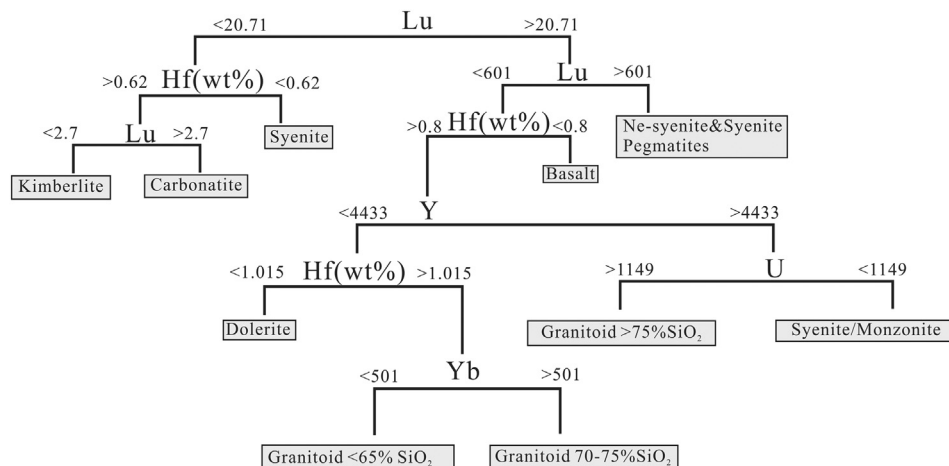 <20.71 Lu >20.71
>0.62 Hf(wt%) <0.62
<601 Lu >601
<2.7 Lu >2.7
Syenite
>0.8 Hf(wt%) <0.8
Ne-syenite&Syenite
Pegmatites
Kimberlite
Carbonatite
Basalt
<4433 Y >4433
<1.015 Hf(wt%) >1.015
>1149 U <1149
Dolerite
Granitoid >75%SiO₂
Syenite/Monzonite
<501 Yb >501
Granitoid <65% SiO₂
Granitoid 70-75%SiO₂